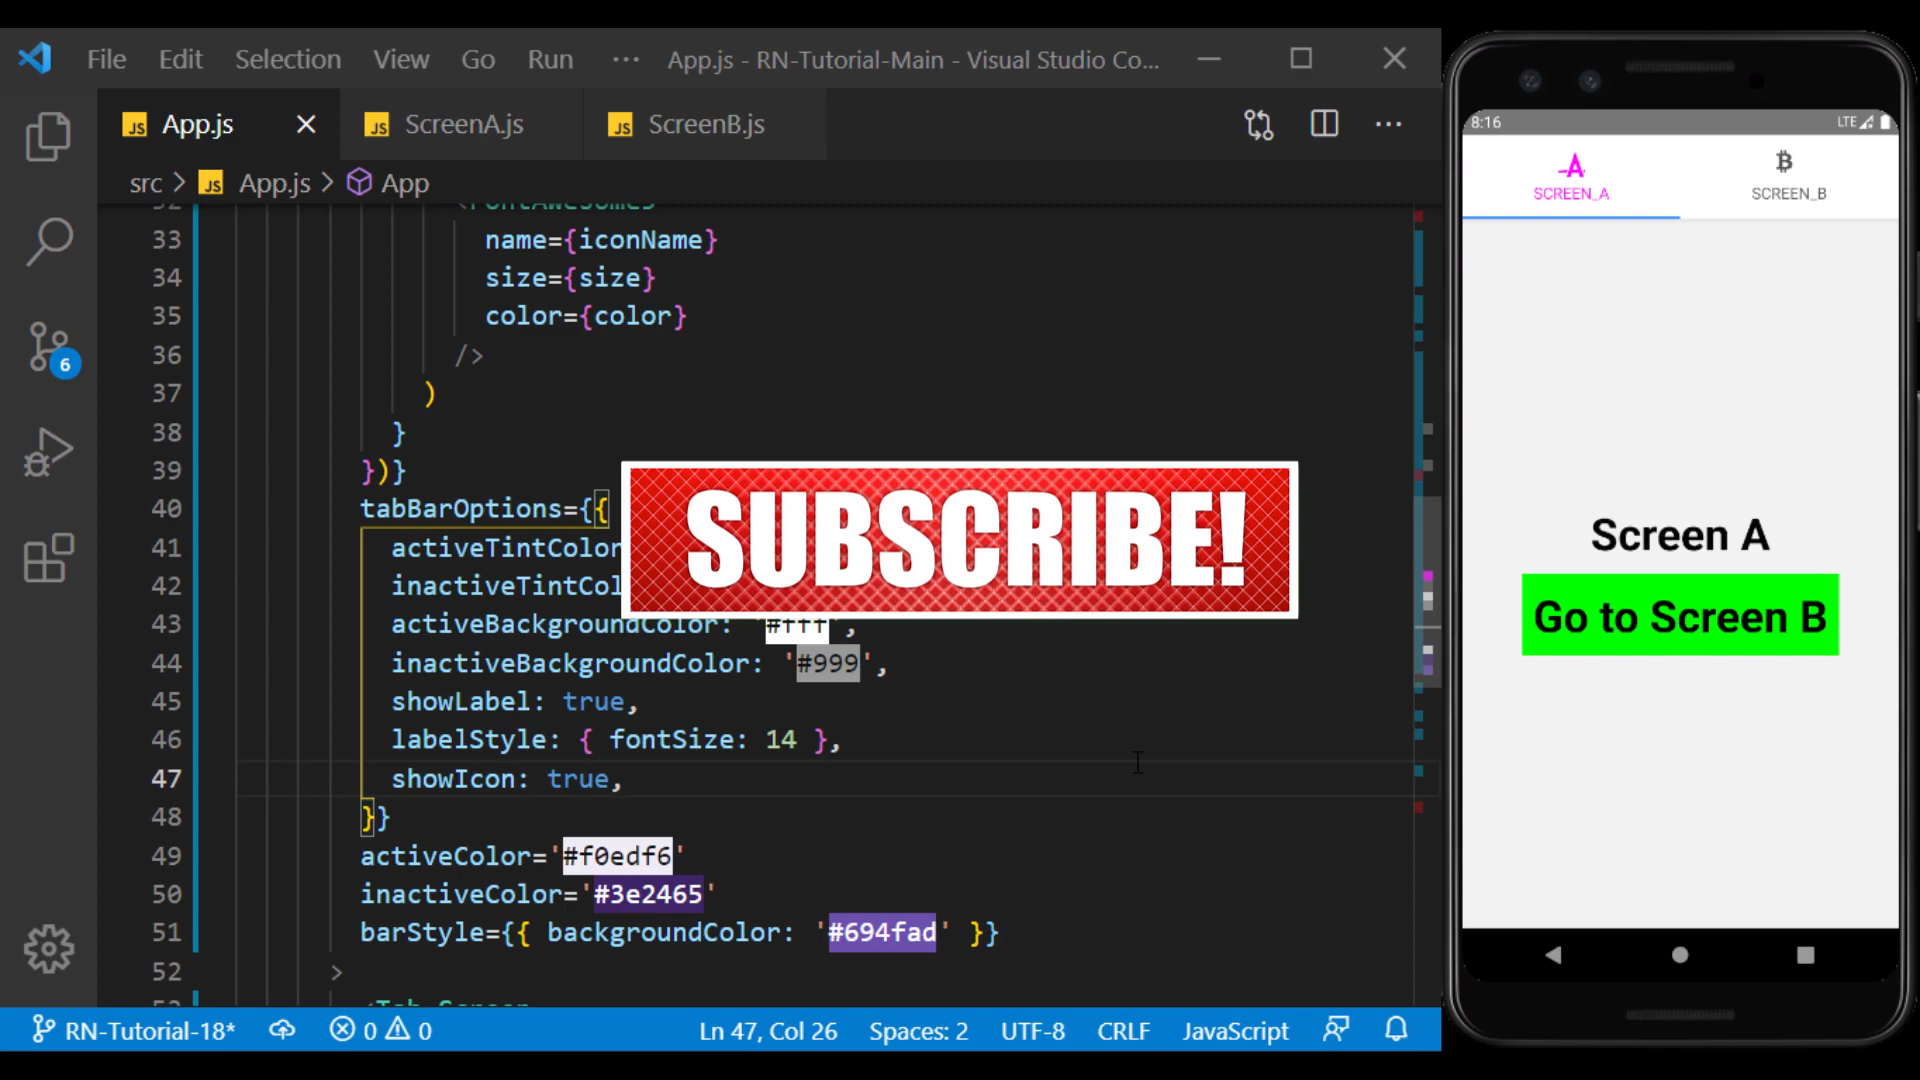 File Edit Selection View Go Run ··· App.js - RN-Tutorial-Main - Visual Studio Co...
JS App.js JS ScreenA.js JS ScreenB.js ···
src > JS App.js > App
33 name={iconName}
34 size={size}
35 color={color}
36 />
37 )
38 }
39 })}
40 tabBarOptions={{
41 activeTintColor
42 inactiveTintCol
43 activeBackgroundColor: '#fff',
44 inactiveBackgroundColor: '#999',
45 showLabel: true,
46 labelStyle: { fontSize: 14 },
47 showIcon: true,
48 }}
49 activeColor='#f0edf6'
50 inactiveColor='#3e2465'
51 barStyle={{ backgroundColor: '#694fad' }}
52 >
SUBSCRIBE!
6
RN-Tutorial-18* 0 0 Ln 47, Col 26 Spaces: 2 UTF-8 CRLF JavaScript
8:16 LTE
SCREEN_A SCREEN_B
Screen A
Go to Screen B